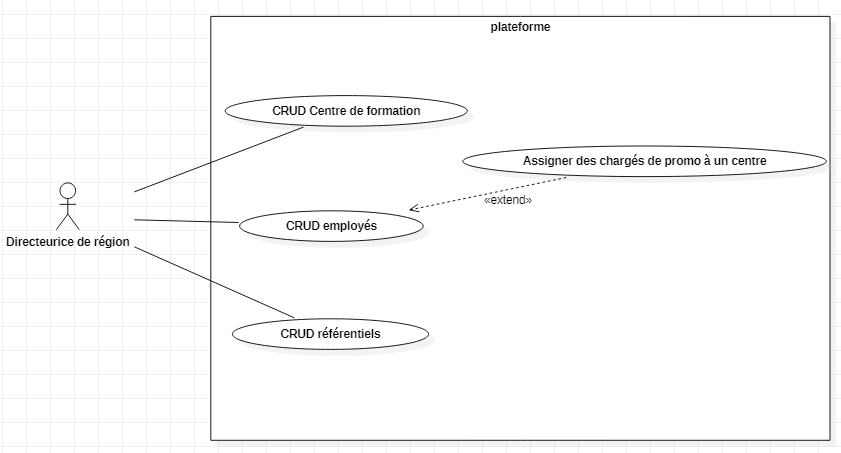 plateforme
CRUD Centre de formation
Assigner des chargés de promo à un centre
«extend»
CRUD employés
Directeurice de région
CRUD référentiels